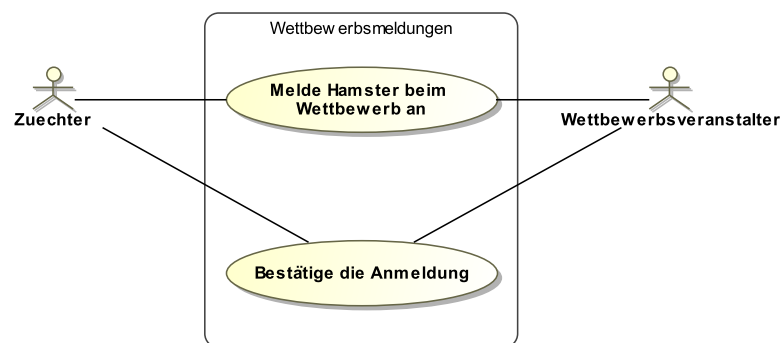 Wettbewerbsmeldungen
Melde Hamster beim
Wettbewerb an
Zuechter
Wettbewerbsveranstalter
Bestätige die Anmeldung